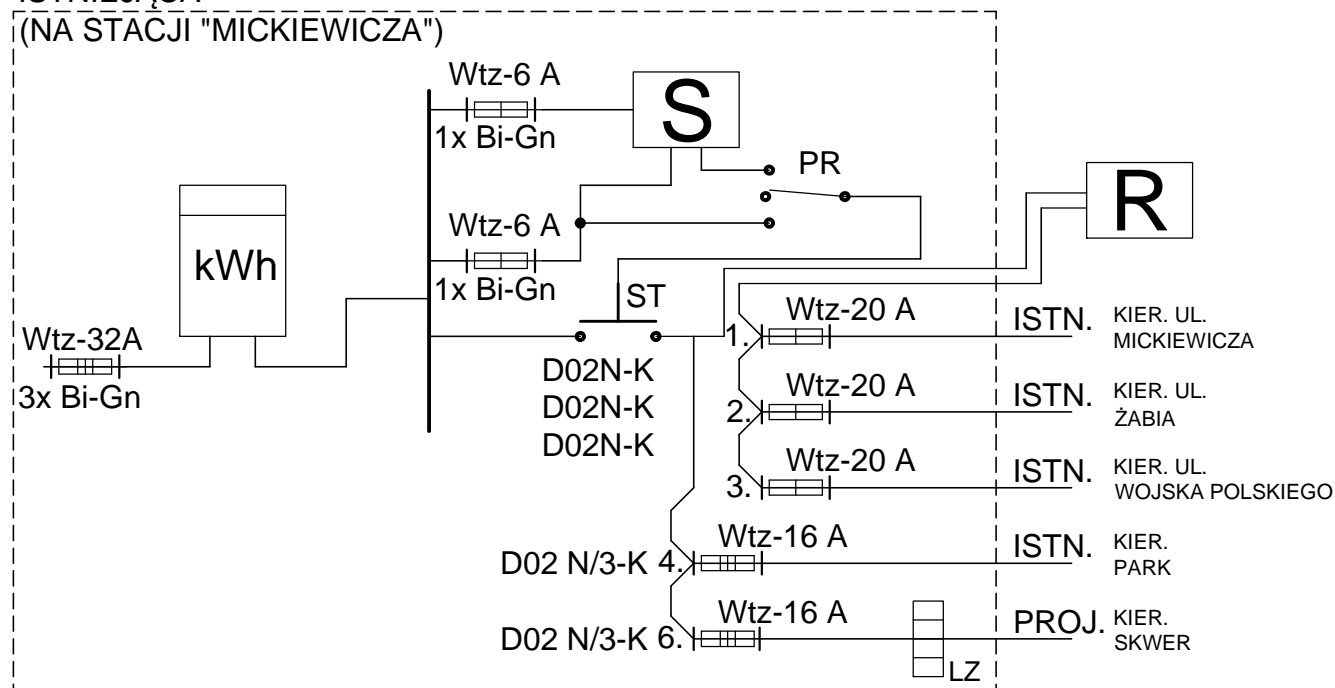 (NA STACJI "MICKIEWICZA")
Wtz-6 A
S
1x Bi-Gn
PR
R
kWh
Wtz-6 A
1x Bi-Gn
ST
Wtz-32A
3x Bi-Gn
D02N-K
D02N-K
D02N-K
1.
Wtz-20 A
ISTN.
KIER. UL.
MICKIEWICZA
2.
Wtz-20 A
ISTN.
KIER. UL.
ŻABIA
3.
Wtz-20 A
ISTN.
KIER. UL.
WOJSKA POLSKIEGO
D02 N/3-K 4.
Wtz-16 A
ISTN.
KIER.
PARK
D02 N/3-K 6.
Wtz-16 A
LZ
PROJ.
KIER.
SKWER